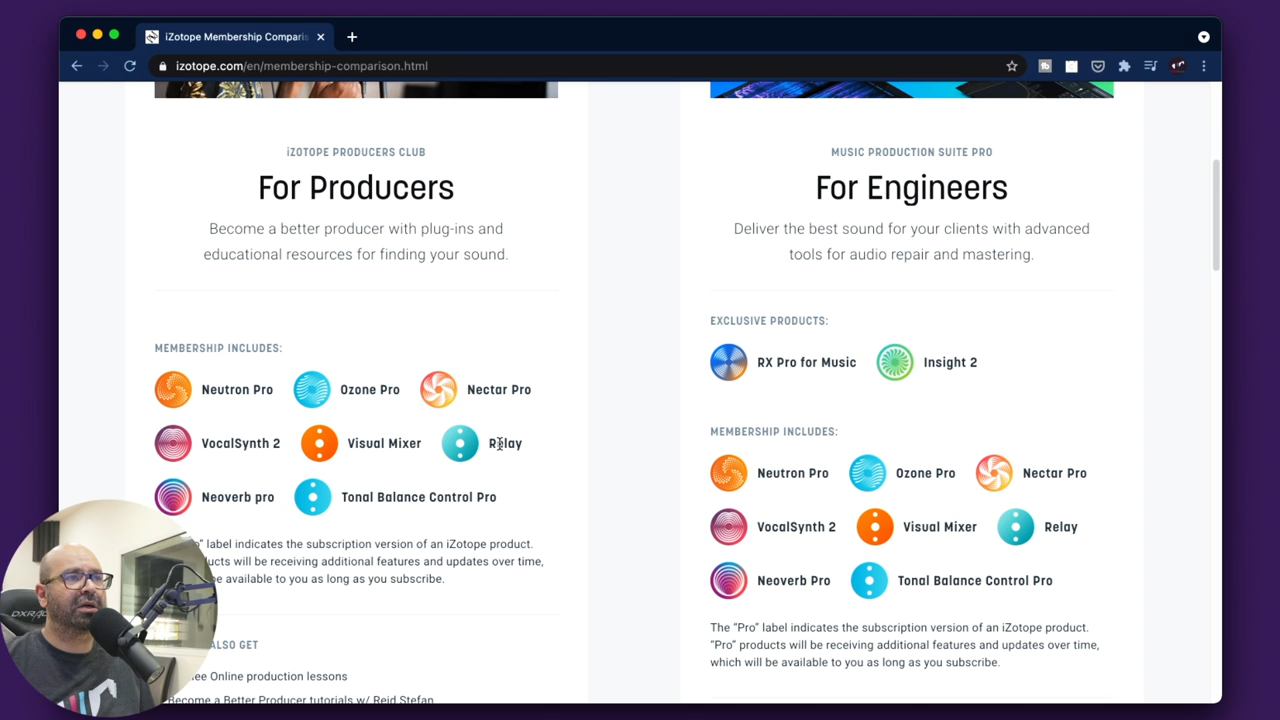 iZotope Membership Comparis
izotope.com/en/membership-comparison.html
iZOTOPE PRODUCERS CLUB
For Producers
Become a better producer with plug-ins and
educational resources for finding your sound.
MEMBERSHIP INCLUDES:
Neutron Pro
Ozone Pro
Nectar Pro
VocalSynth 2
Visual Mixer
Relay
Neoverb pro
Tonal Balance Control Pro
label indicates the subscription version of an iZotope product.
will be receiving additional features and updates over time,
be available to you as long as you subscribe.
ALSO GET
Online production lessons
Become a Better Producer tutorials w/ Reid Stefan
MUSIC PRODUCTION SUITE PRO
For Engineers
Deliver the best sound for your clients with advanced
tools for audio repair and mastering.
EXCLUSIVE PRODUCTS:
RX Pro for Music
Insight 2
MEMBERSHIP INCLUDES:
Neutron Pro
Ozone Pro
Nectar Pro
VocalSynth 2
Visual Mixer
Relay
Neoverb Pro
Tonal Balance Control Pro
The “Pro” label indicates the subscription version of an iZotope product.
“Pro” products will be receiving additional features and updates over time,
which will be available to you as long as you subscribe.